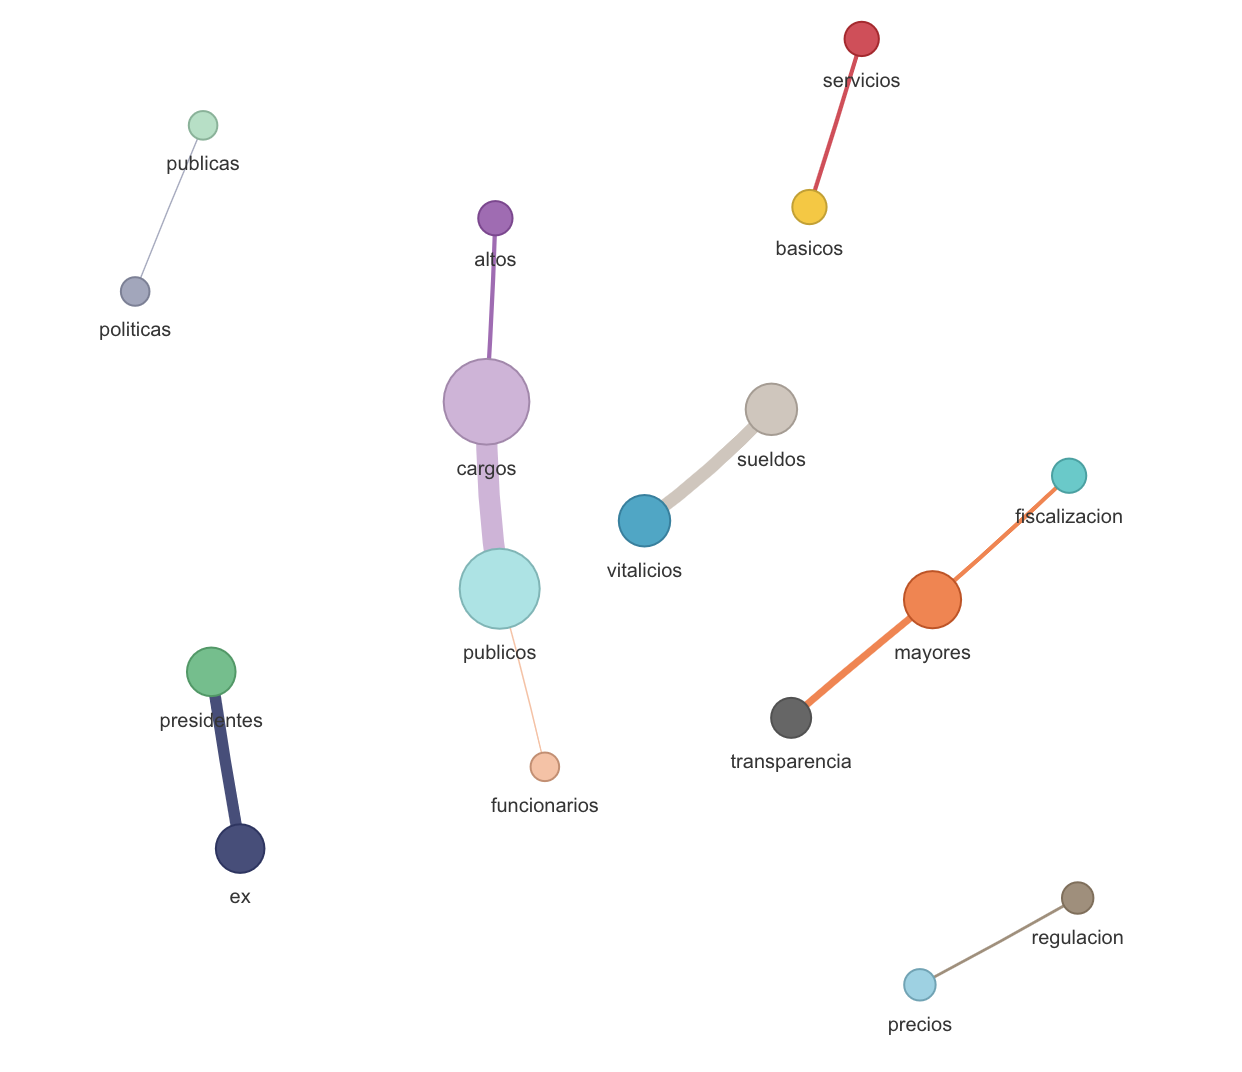 servicios
publicas
basicos
altos
politicas
sueldos
cargos
fiscalizacion
vitalicios
mayores
publicos
presidentes
transparencia
funcionarios
ex
regulacion
precios